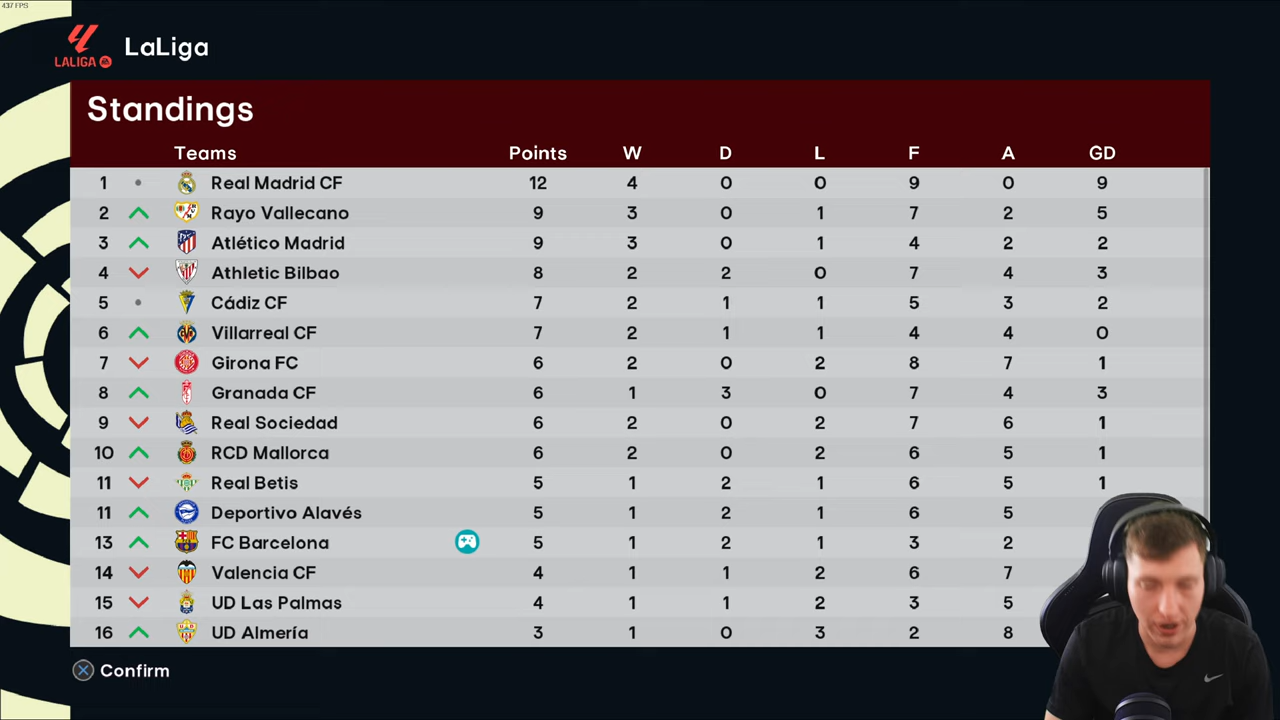 437 FPS
LALIGA LaLiga
Standings
Teams Points W D L F A GD
1 Real Madrid CF 12 4 0 0 9 0 9
2 Rayo Vallecano 9 3 0 1 7 2 5
3 Atlético Madrid 9 3 0 1 4 2 2
4 Athletic Bilbao 8 2 2 0 7 4 3
5 Cádiz CF 7 2 1 1 5 3 2
6 Villarreal CF 7 2 1 1 4 4 0
7 Girona FC 6 2 0 2 8 7 1
8 Granada CF 6 1 3 0 7 4 3
9 Real Sociedad 6 2 0 2 7 6 1
10 RCD Mallorca 6 2 0 2 6 5 1
11 Real Betis 5 1 2 1 6 5 1
11 Deportivo Alavés 5 1 2 1 6 5
13 FC Barcelona 5 1 2 1 3 2
14 Valencia CF 4 1 1 2 6 7
15 UD Las Palmas 4 1 1 2 3 5
16 UD Almería 3 1 0 3 2 8
Confirm